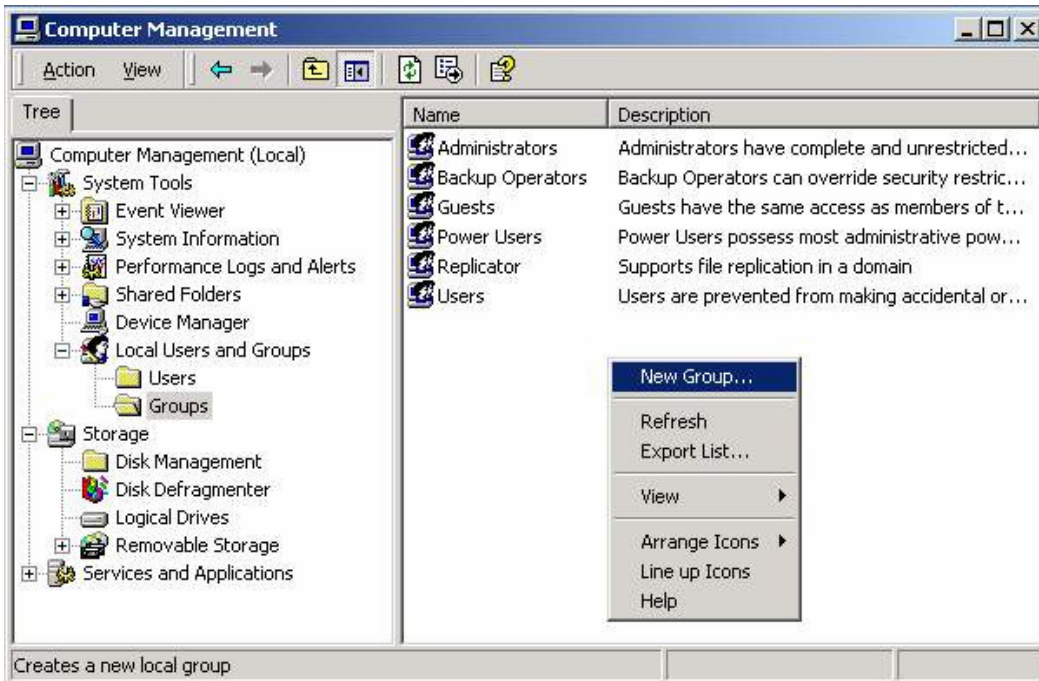 Computer Management
Action View
Tree
Computer Management (Local)
System Tools
Event Viewer
System Information
Performance Logs and Alerts
Shared Folders
Device Manager
Local Users and Groups
Users
Groups
Storage
Disk Management
Disk Defragmenter
Logical Drives
Removable Storage
Services and Applications
Name Description
Administrators Administrators have complete and unrestricted...
Backup Operators Backup Operators can override security restric...
Guests Guests have the same access as members of t...
Power Users Power Users possess most administrative pow...
Replicator Supports file replication in a domain
Users Users are prevented from making accidental or...
New Group...
Refresh
Export List...
View
Arrange Icons
Line up Icons
Help
Creates a new local group